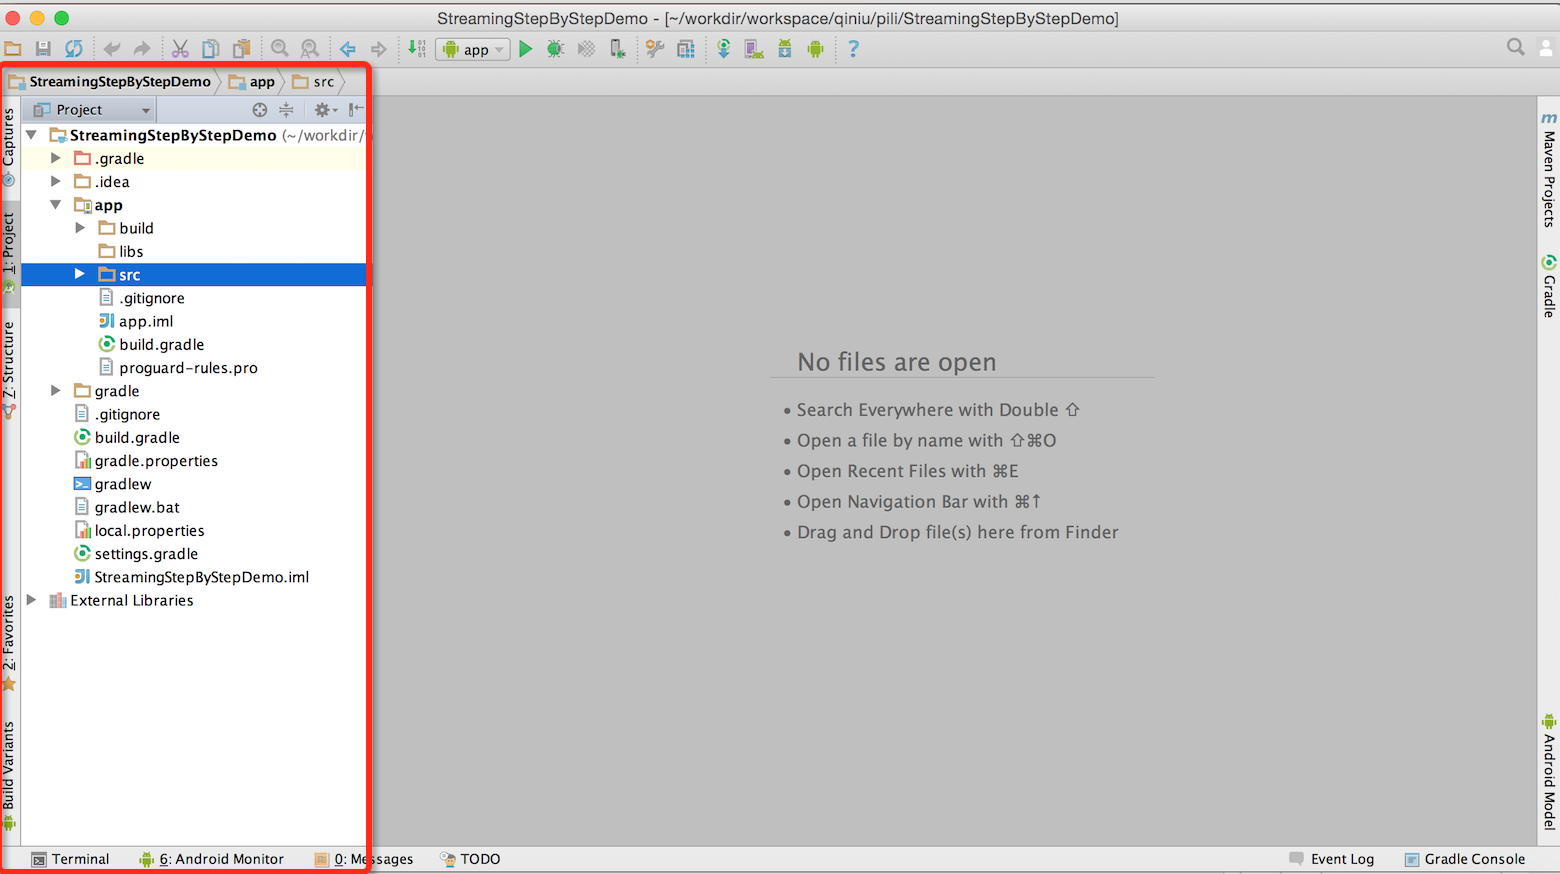 StreamingStepByStepDemo - [~/workdir/workspace/qiniu/pili/StreamingStepByStepDemo]
app
StreamingStepByStepDemo app src
Project
Captures
1: Project
7: Structure
2: Favorites
Build Variants
StreamingStepByStepDemo (~/workdir/
.gradle
.idea
app
build
libs
src
.gitignore
app.iml
build.gradle
proguard-rules.pro
gradle
.gitignore
build.gradle
gradle.properties
gradlew
gradlew.bat
local.properties
settings.gradle
StreamingStepByStepDemo.iml
External Libraries
No files are open
• Search Everywhere with Double ⇧
• Open a file by name with ⇧⌘O
• Open Recent Files with ⌘E
• Open Navigation Bar with ⌘↑
• Drag and Drop file(s) here from Finder
Maven Projects
Gradle
Android Model
Terminal 6: Android Monitor 0: Messages TODO Event Log Gradle Console